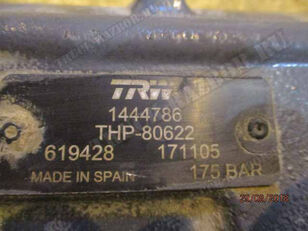 TRW
1444786
THP-80622
619428 171105
MADE IN SPAIN 175 BAR